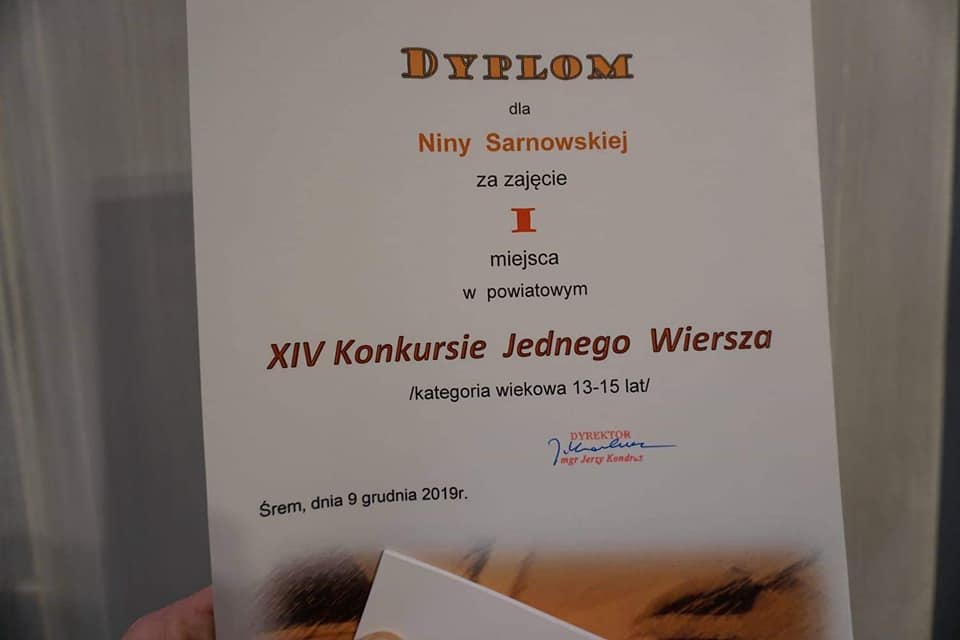 DYPLOM
dla
Niny Sarnowskiej
za zajęcie
I
miejsca
w powiatowym
XIV Konkursie Jednego Wiersza
/kategoria wiekowa 13-15 lat/
DYREKTOR
mgr Jerzy Kondrus
Śrem, dnia 9 grudnia 2019r.